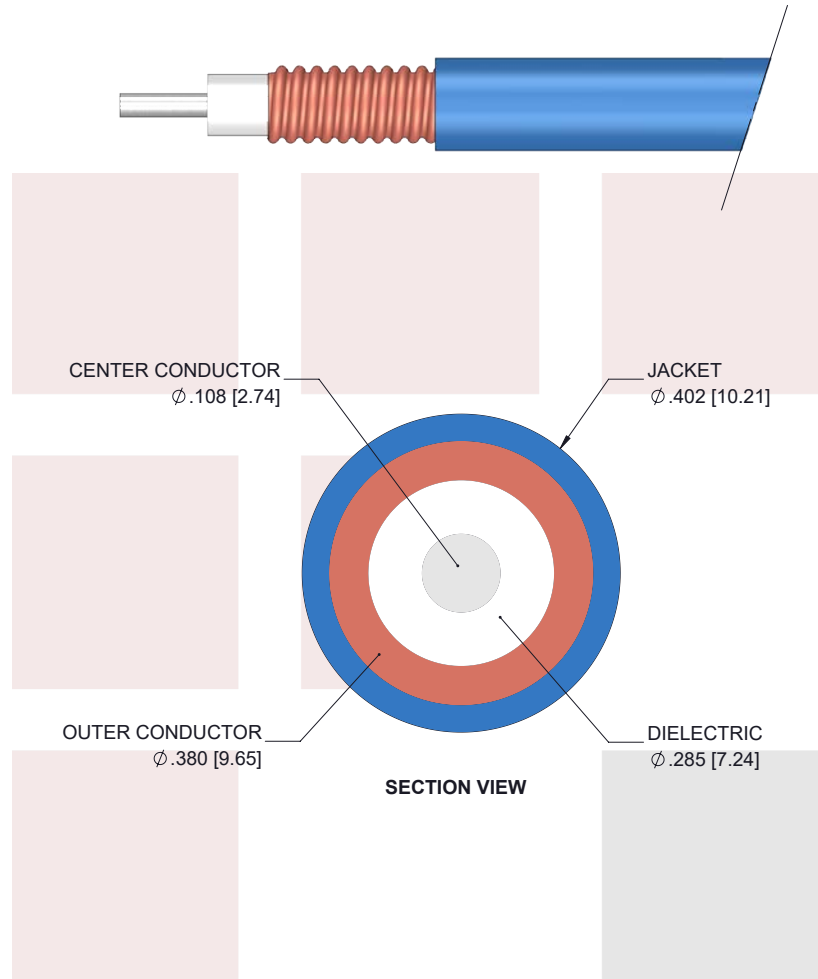 CENTER CONDUCTOR
∅ .108 [2.74]
JACKET
∅ .402 [10.21]
OUTER CONDUCTOR
∅ .380 [9.65]
DIELECTRIC
∅ .285 [7.24]
SECTION VIEW